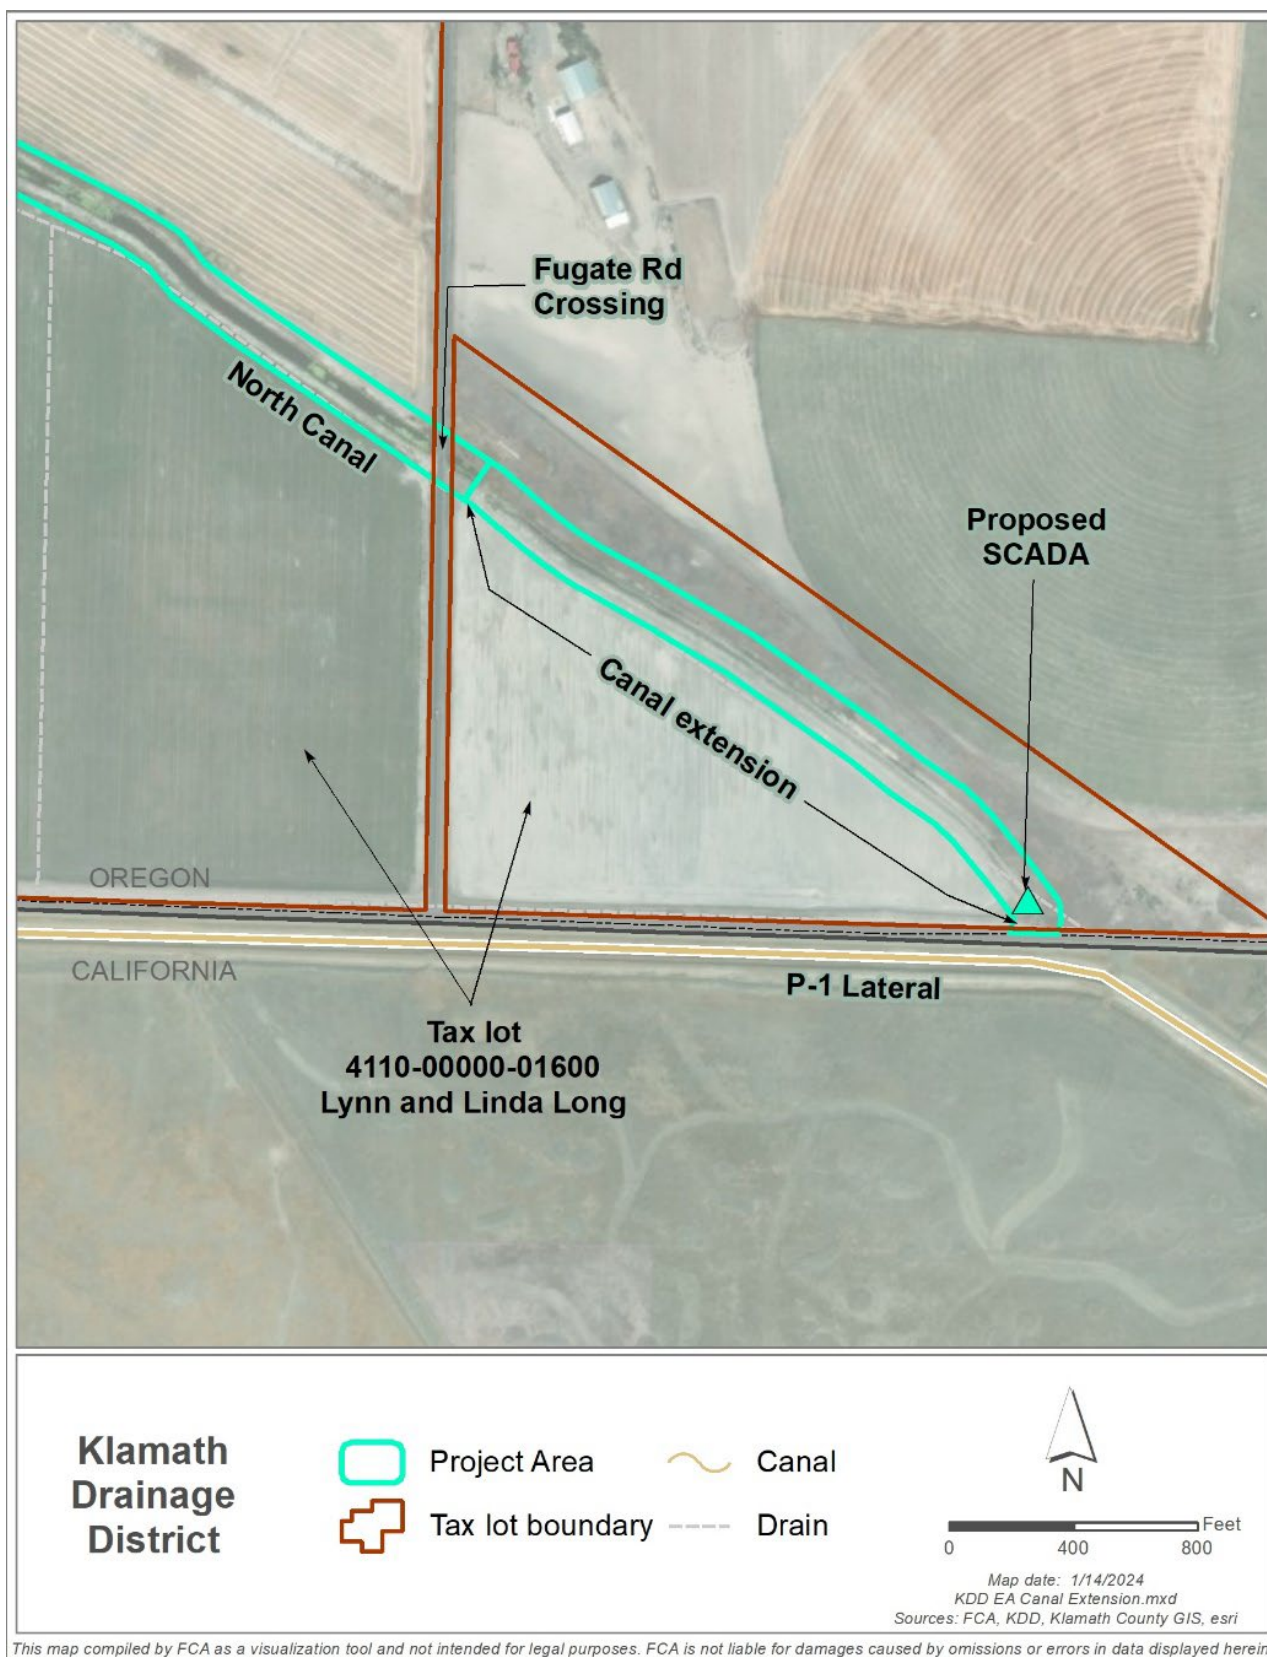 Fugate Rd
Crossing
North Canal
Proposed
SCADA
Canal extension
OREGON
CALIFORNIA
P-1 Lateral
Tax lot
4110-00000-01600
Lynn and Linda Long
Klamath
Drainage
District
Project Area
Tax lot boundary
Canal
Drain
N
Feet
0 400 800
Map date: 1/14/2024
KDD EA Canal Extension.mxd
Sources: FCA, KDD, Klamath County GIS, esri
This map compiled by FCA as a visualization tool and not intended for legal purposes. FCA is not liable for damages caused by omissions or errors in data displayed herein